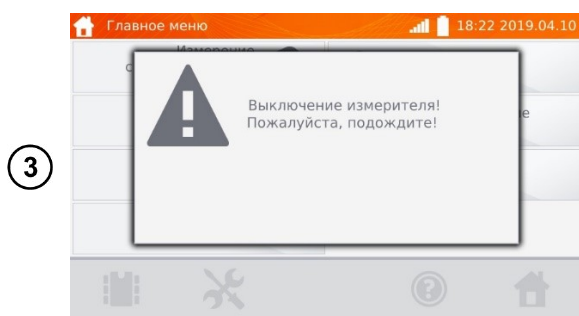 Главное меню
18:22 2019.04.10
Выключение измерителя!
Пожалуйста, подождите!
3